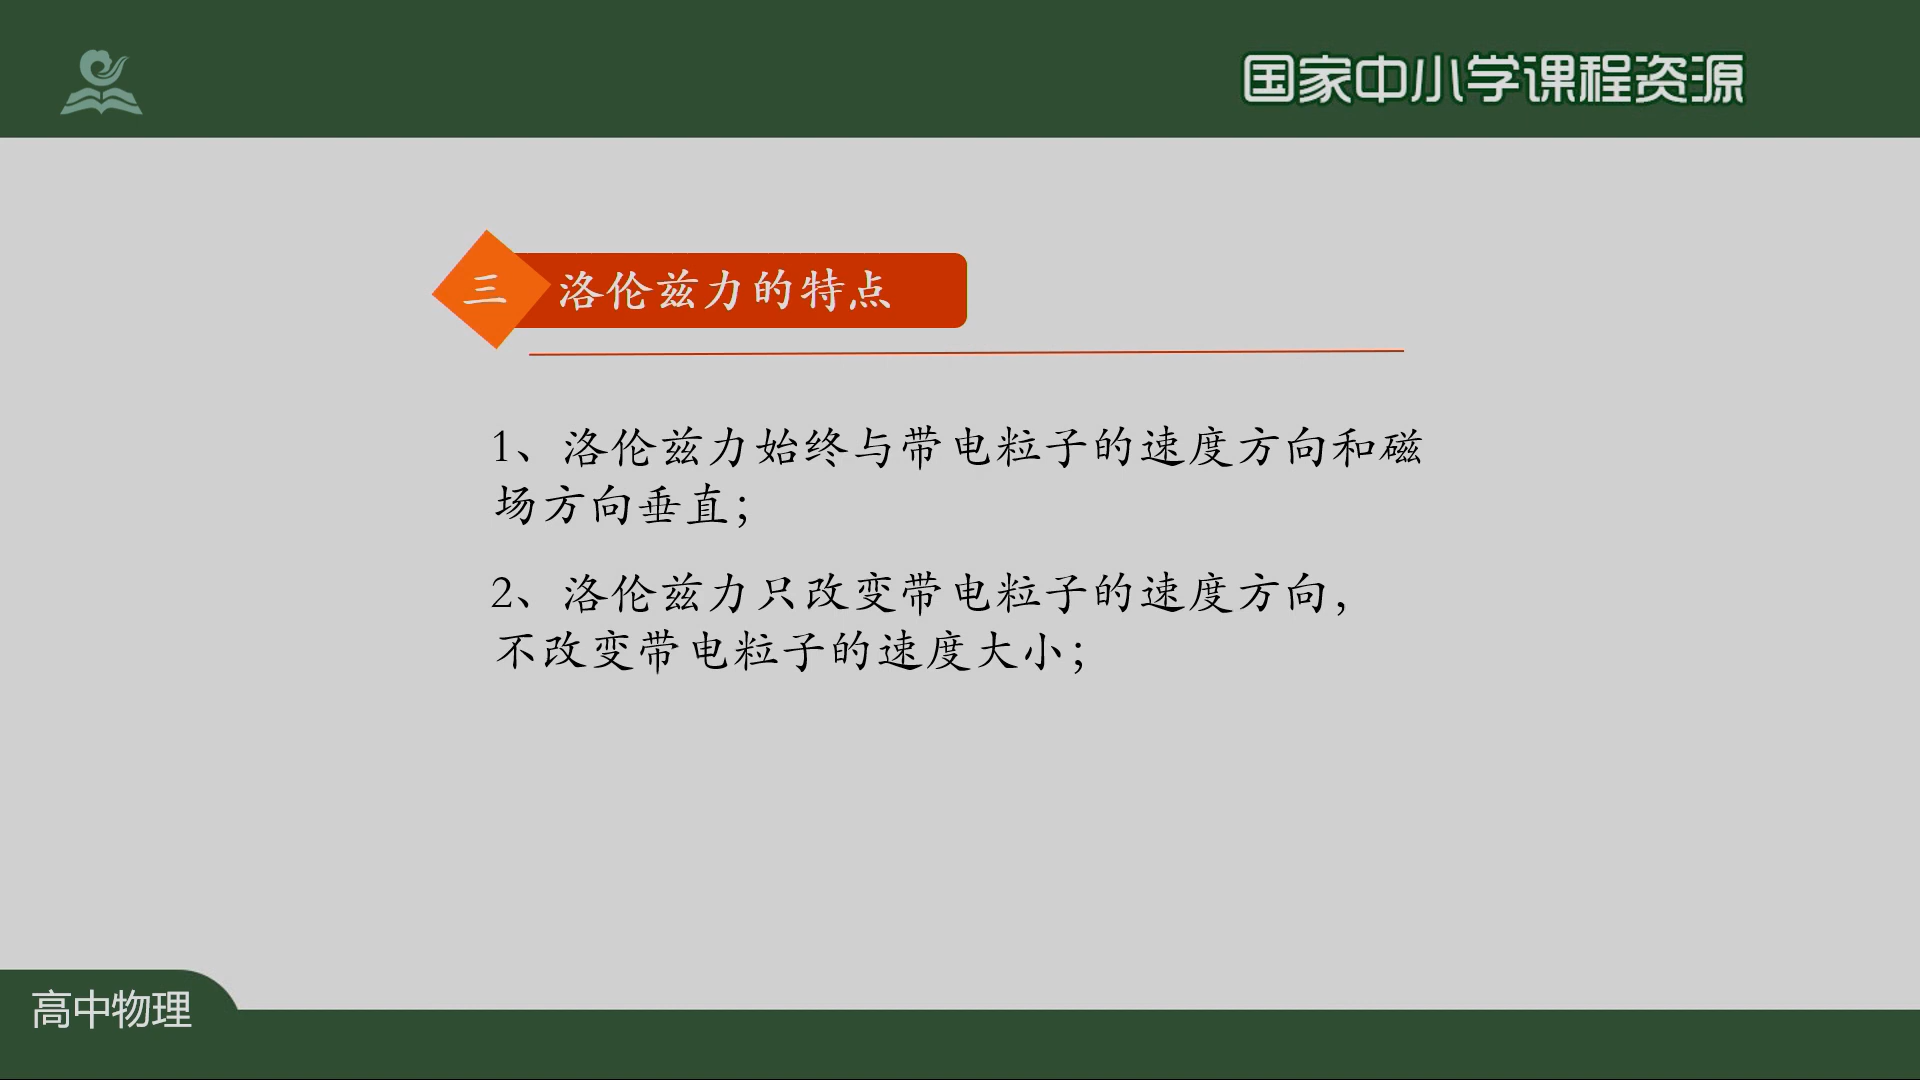 国家中小学课程资源
三 洛伦兹力的特点
1、洛伦兹力始终与带电粒子的速度方向和磁
场方向垂直；
2、洛伦兹力只改变带电粒子的速度方向，
不改变带电粒子的速度大小；
高中物理